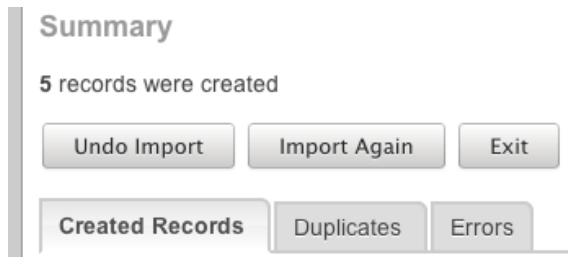 Summary
5 records were created
Undo Import Import Again Exit
Created Records Duplicates Errors